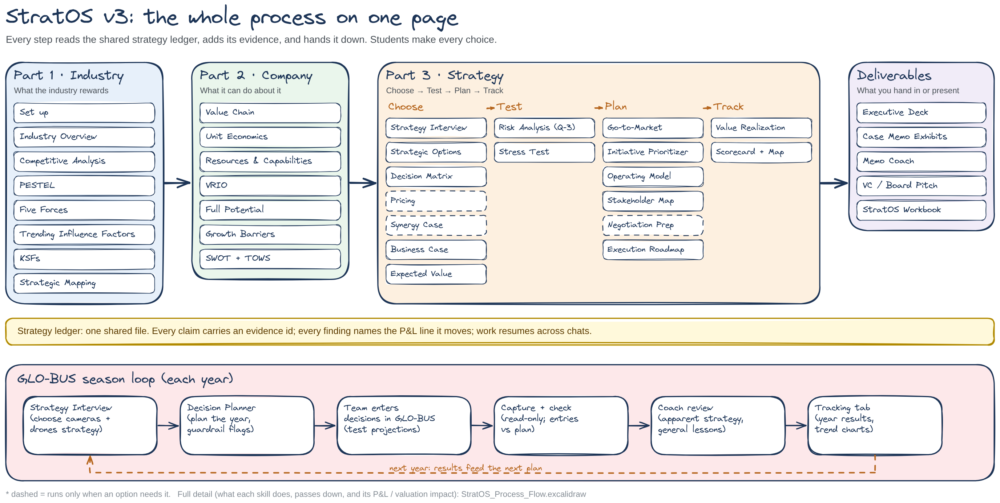 StratOS v3: the whole process on one page
Every step reads the shared strategy ledger, adds its evidence, and hands it down. Students make every choice.
Part 1 · Industry
What the industry rewards
Set up
Industry Overview
Competitive Analysis
PESTEL
Five Forces
Trending Influence Factors
KSFs
Strategic Mapping
Part 2 · Company
What it can do about it
Value Chain
Unit Economics
Resources & Capabilities
VRIO
Full Potential
Growth Barriers
SWOT + TOWS
Part 3 · Strategy
Choose → Test → Plan → Track
Choose
Strategy Interview
Strategic Options
Decision Matrix
Pricing
Synergy Case
Business Case
Expected Value
Test
Risk Analysis (Q-3)
Stress Test
Plan
Go-to-Market
Initiative Prioritizer
Operating Model
Stakeholder Map
Negotiation Prep
Execution Roadmap
Track
Value Realization
Scorecard + Map
Deliverables
What you hand in or present
Executive Deck
Case Memo Exhibits
Memo Coach
VC / Board Pitch
StratOS Workbook
Strategy ledger: one shared file. Every claim carries an evidence id; every finding names the P&L line it moves; work resumes across chats.
GLO-BUS season loop (each year)
Strategy Interview
(choose cameras +
drones strategy)
Decision Planner
(plan the year,
guardrail flags)
Team enters
decisions in GLO-BUS
(test projections)
Capture + check
(read-only; entries
vs plan)
Coach review
(apparent strategy,
general lessons)
Tracking tab
(year results,
trend charts)
next year: results feed the next plan
* dashed = runs only when an option needs it. Full detail (what each skill does, passes down, and its P&L / valuation impact): StratOS_Process_Flow.excalidraw